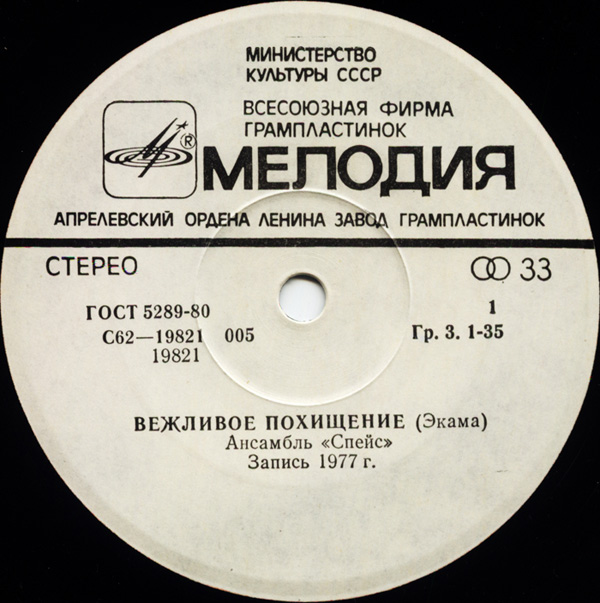 МИНИСТЕРСТВО
КУЛЬТУРЫ СССР
ВСЕСОЮЗНАЯ ФИРМА
ГРАМПЛАСТИНОК
® МЕЛОДИЯ
АПРЕЛЕВСКИЙ ОРДЕНА ЛЕНИНА ЗАВОД ГРАМПЛАСТИНОК
СТЕРЕО 33
ГОСТ 5289-80 1
С62—19821 005 Гр. 3. 1-35
19821
ВЕЖЛИВОЕ ПОХИЩЕНИЕ (Экама)
Ансамбль «Спейс»
Запись 1977 г.